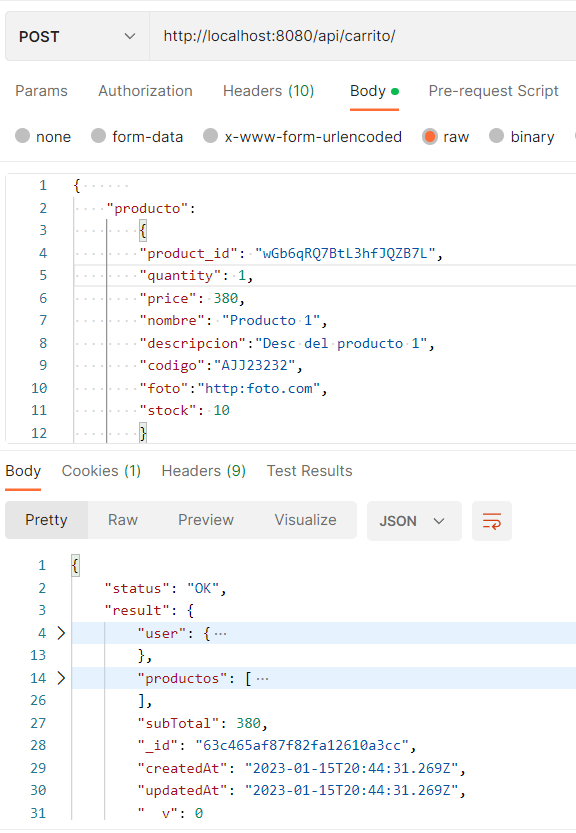 POST http://localhost:8080/api/carrito/
Params Authorization Headers (10) Body Pre-request Script
none form-data x-www-form-urlencoded raw binary
1 {
2 "producto":
3 {
4 "product_id": "wGb6qRQ7BtL3hfJQZB7L",
5 "quantity": 1,
6 "price": 380,
7 "nombre": "Producto 1",
8 "descripcion":"Desc del producto 1",
9 "codigo":"AJJ23232",
10 "foto":"http:foto.com",
11 "stock": 10
12 }
Body Cookies (1) Headers (9) Test Results
Pretty Raw Preview Visualize JSON
1 {
2 "status": "OK",
3 "result": {
4 "user": {...
13 },
14 "productos": [...
26 ],
27 "subTotal": 380,
28 "_id": "63c465af87f82fa12610a3cc",
29 "createdAt": "2023-01-15T20:44:31.269Z",
30 "updatedAt": "2023-01-15T20:44:31.269Z",
31 "__v": 0